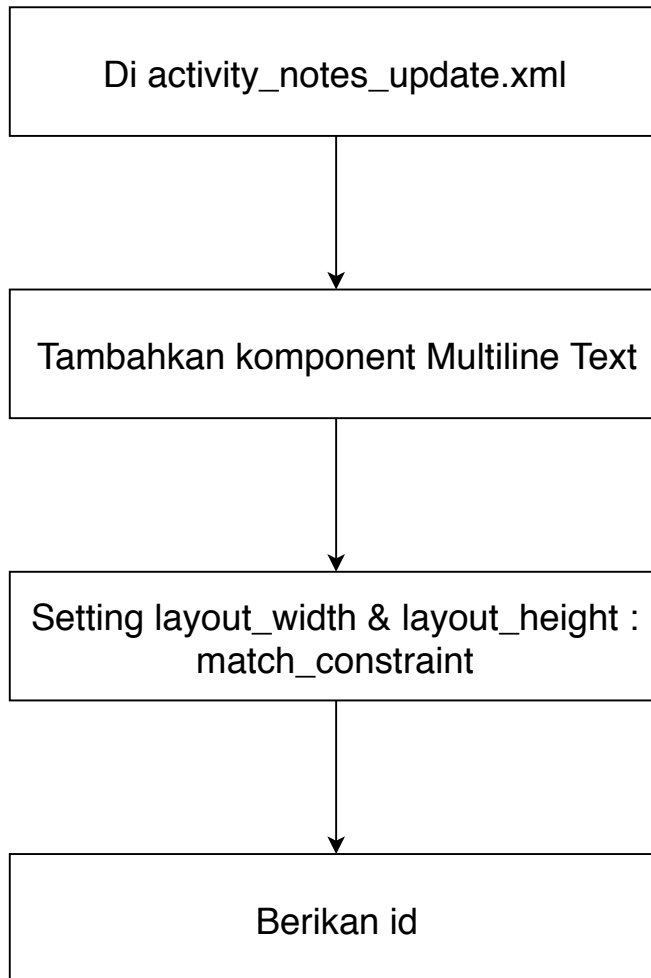 Di activity_notes_update.xml
Tambahkan komponent Multiline Text
Setting layout_width & layout_height :
match_constraint
Berikan id